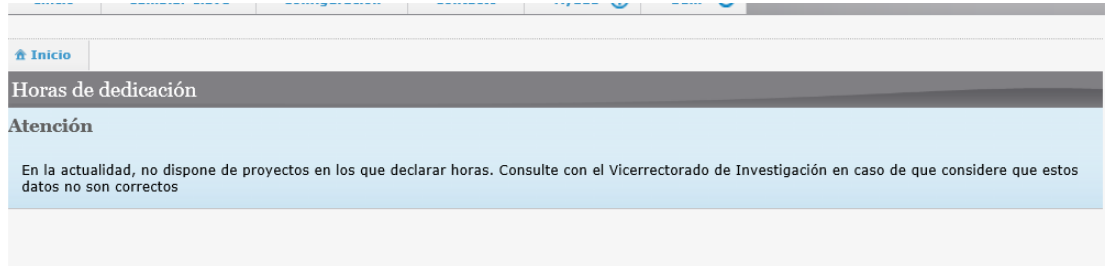 Inicio
Horas de dedicación
Atención
En la actualidad, no dispone de proyectos en los que declarar horas. Consulte con el Vicerrectorado de Investigación en caso de que considere que estos
datos no son correctos